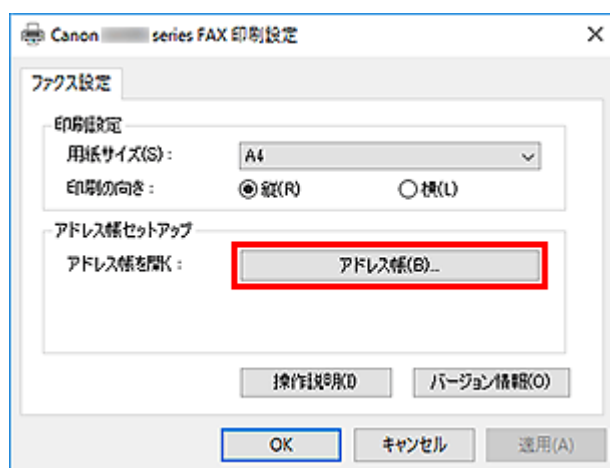 Canon series FAX 印刷設定
ファクス設定
印刷設定
用紙サイズ(S): A4
印刷の向き: 縦(R) 横(L)
アドレス帳セットアップ
アドレス帳を開く: アドレス帳(B)...
操作説明(I) バージョン情報(O)
OK キャンセル 適用(A)